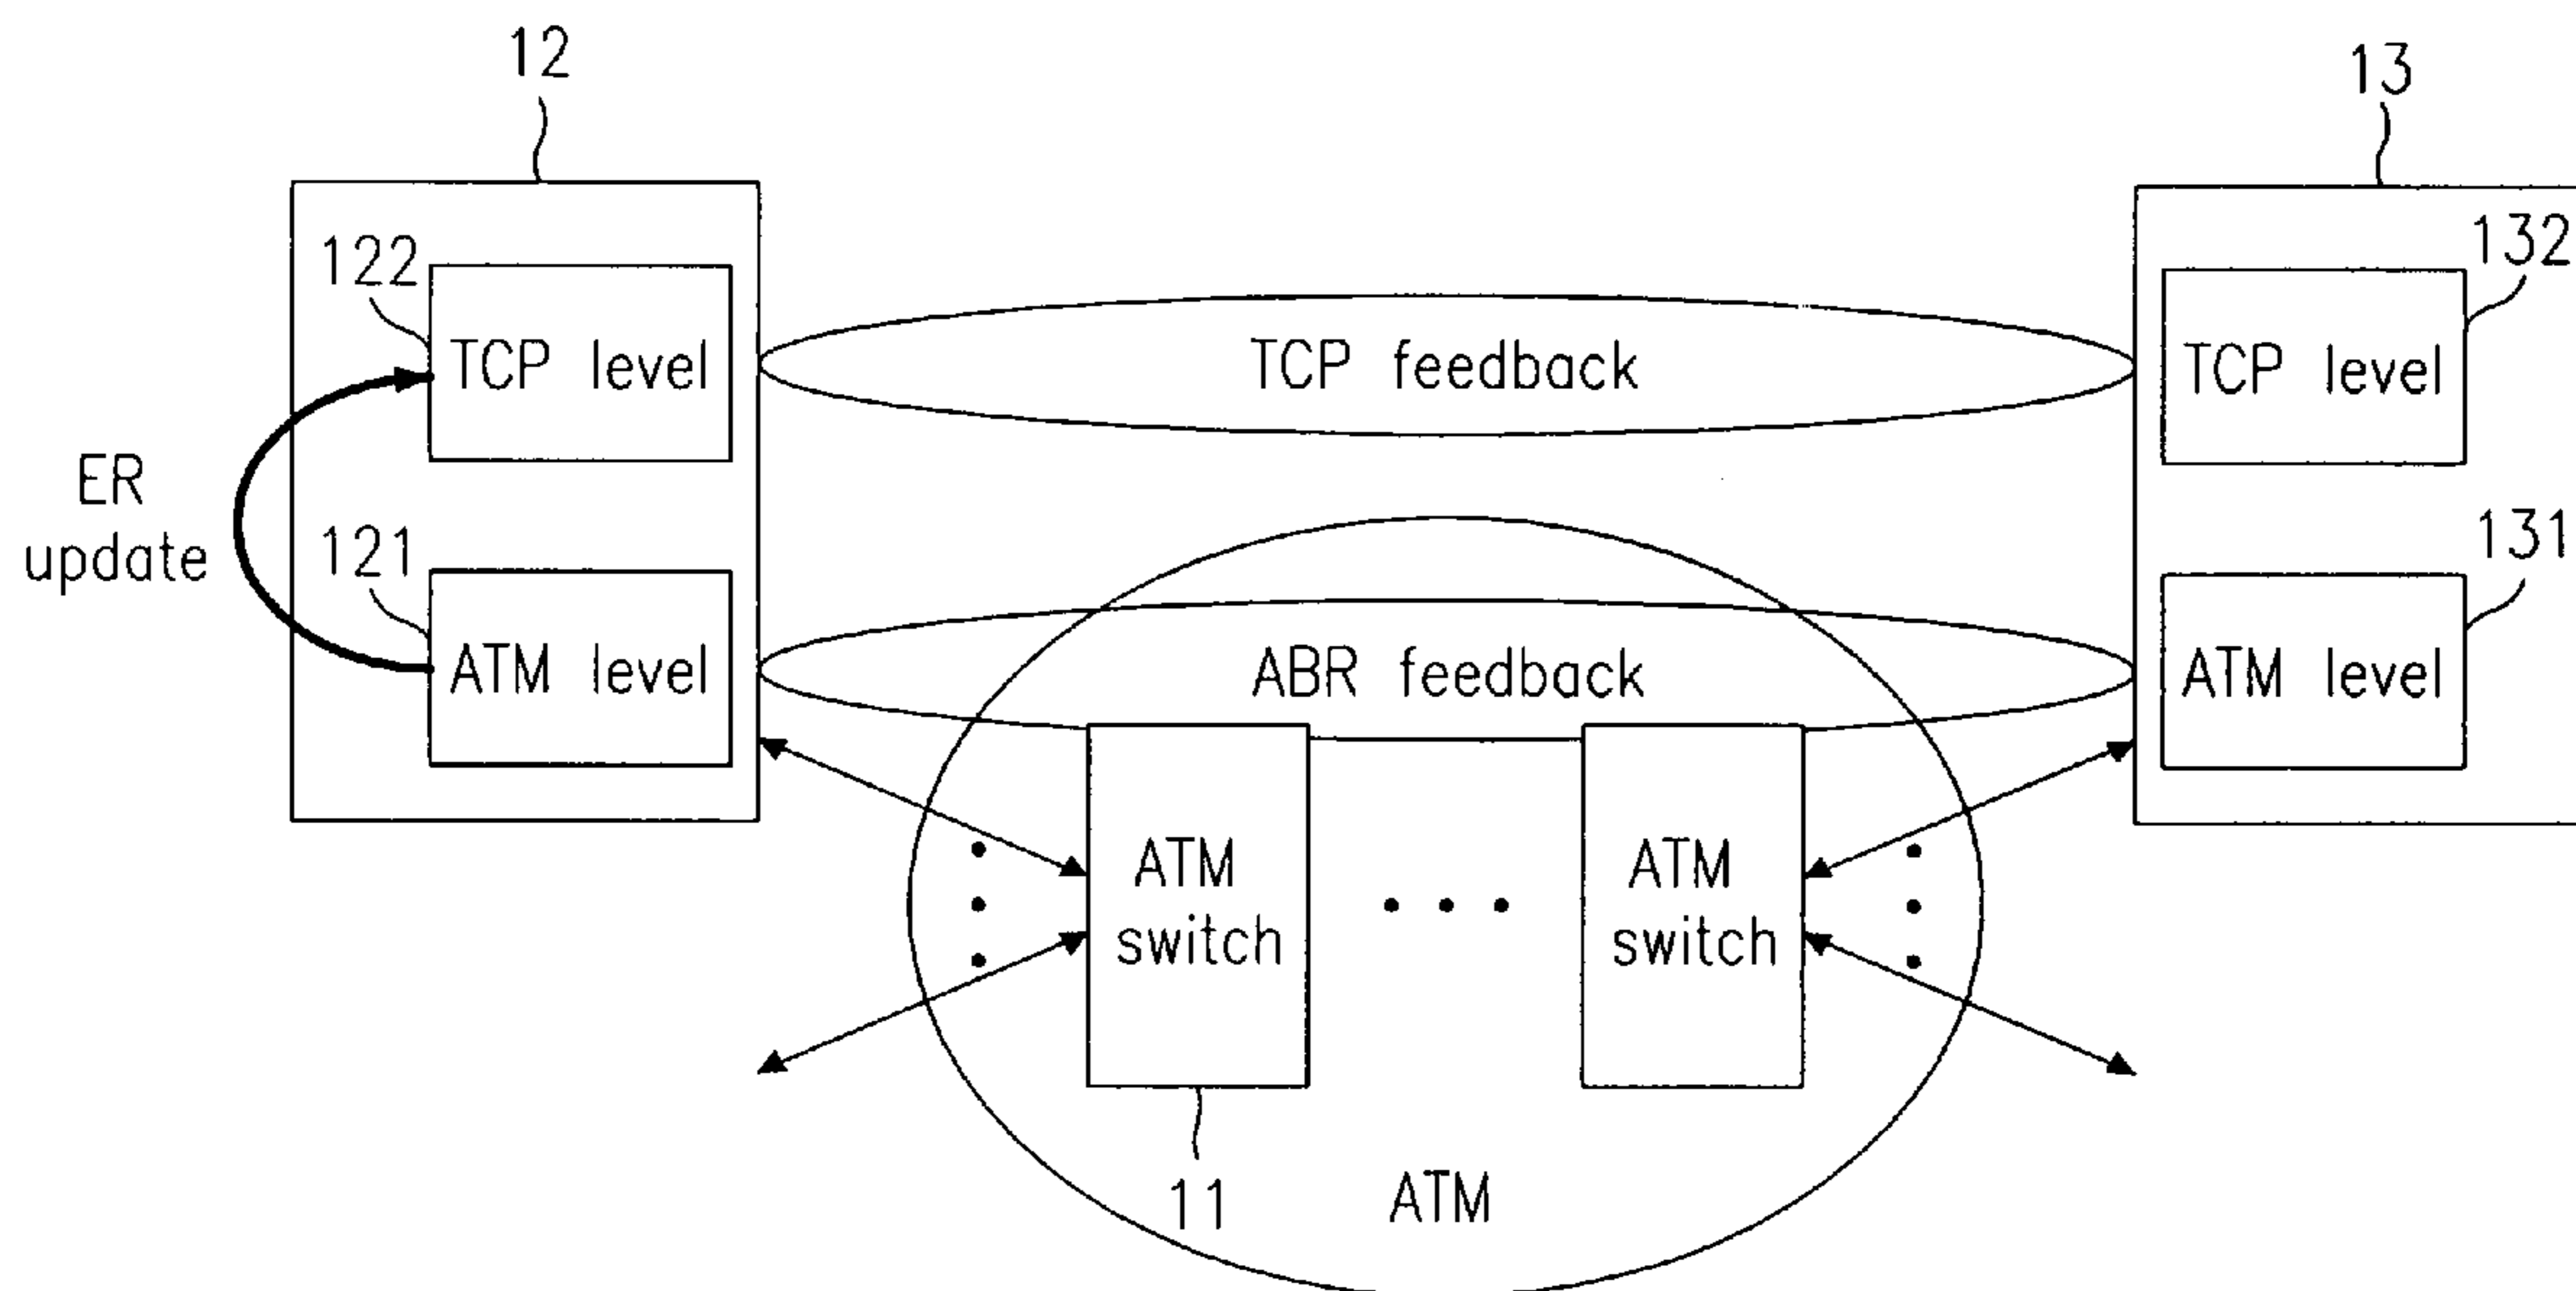 12
13
122
132
TCP level
TCP feedback
TCP level
ER
update
121
131
ATM level
ABR feedback
ATM level
ATM
switch
ATM
switch
11
ATM